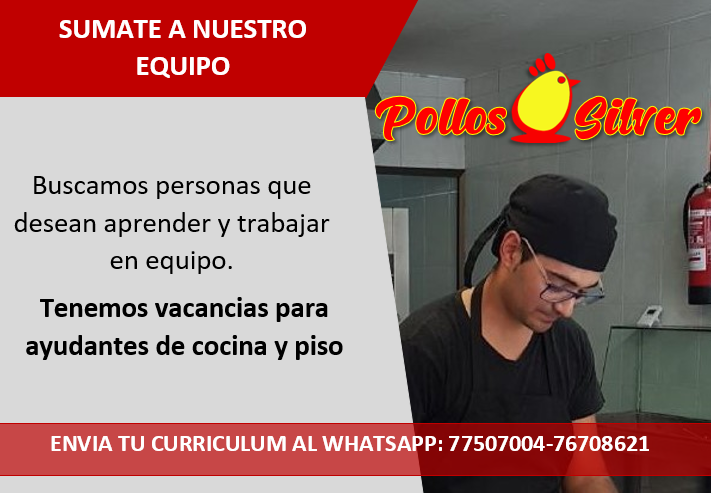 SUMATE A NUESTRO
EQUIPO
Pollos Silver
Buscamos personas que
desean aprender y trabajar
en equipo.
Tenemos vacancias para
ayudantes de cocina y piso
ENVIA TU CURRICULUM AL WHATSAPP: 77507004-76708621